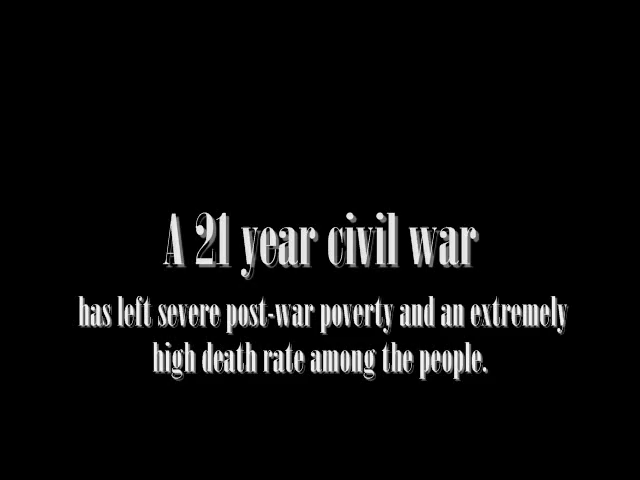 A 21 year civil war
has left severe post-war poverty and an extremely
high death rate among the people.